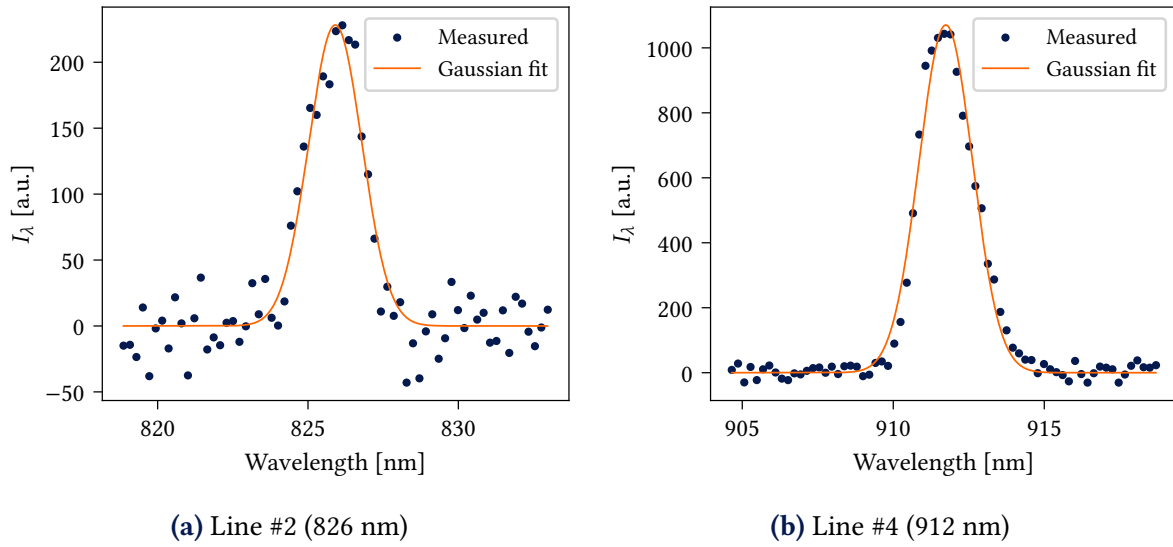 Measured
Gaussian fit
200
150
100
50
0
−50
820
825
830
I_λ [a.u.]
Wavelength [nm]
(a) Line #2 (826 nm)
Measured
Gaussian fit
1000
800
600
400
200
0
905
910
915
I_λ [a.u.]
Wavelength [nm]
(b) Line #4 (912 nm)